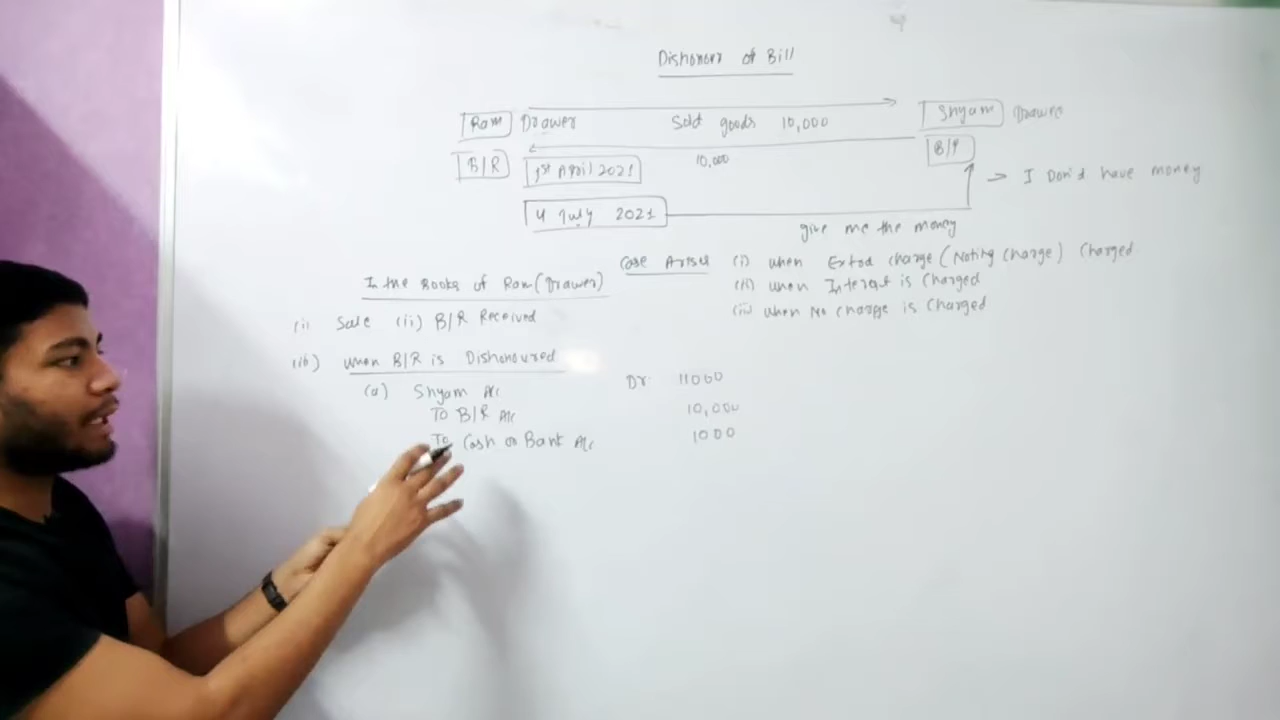 Dishonour of Bill
Ram Drawer Sold goods 10,000 Shyam Drawee
B/R 1st April 2021 10,000 B/P
I Don'd have money
4 July 2021
give me the money
Case Arises (i) when Extra charge (Noting charge) Charged
In the Books of Ram (Drawer) (ii) when Interest is Charged
(iii) when No charge is Charged
(i) Sale (ii) B/R Received
(iii) when B/R is Dishonoured
(a) Shyam A/c Dr. 11000
To B/R A/c 10,000
To Cash or Bank A/c 1000